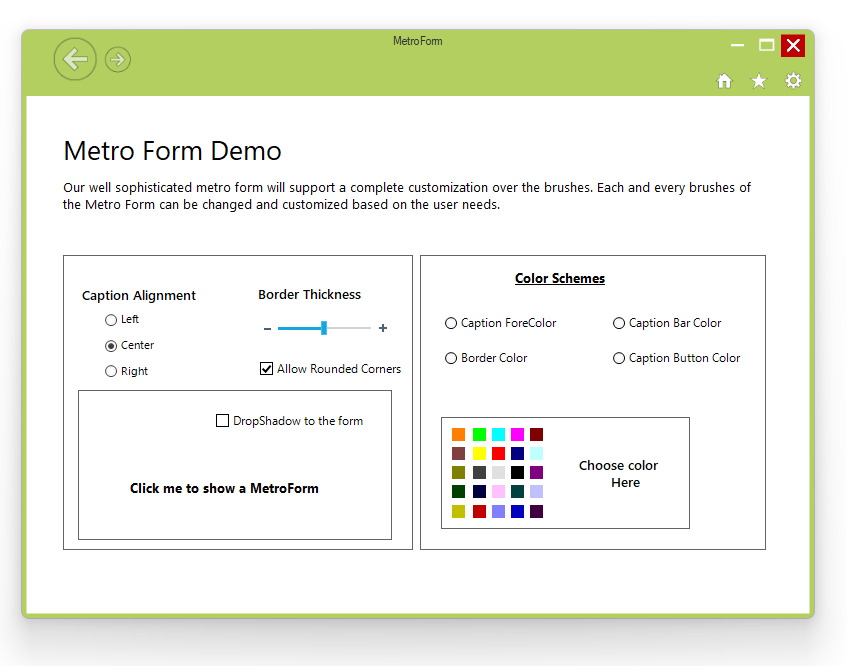 MetroForm
Metro Form Demo
Our well sophisticated metro form will support a complete customization over the brushes. Each and every brushes of
the Metro Form can be changed and customized based on the user needs.
Caption Alignment
Left
Center
Right
Border Thickness
Allow Rounded Corners
DropShadow to the form
Click me to show a MetroForm
Color Schemes
Caption ForeColor
Caption Bar Color
Border Color
Caption Button Color
Choose color
Here